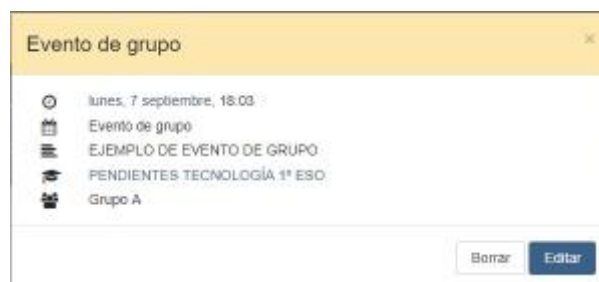 Evento de grupo
×
lunes, 7 septiembre, 18:03
Evento de grupo
EJEMPLO DE EVENTO DE GRUPO
PENDIENTES TECNOLOGÍA 1º ESO
Grupo A
Borrar Editar